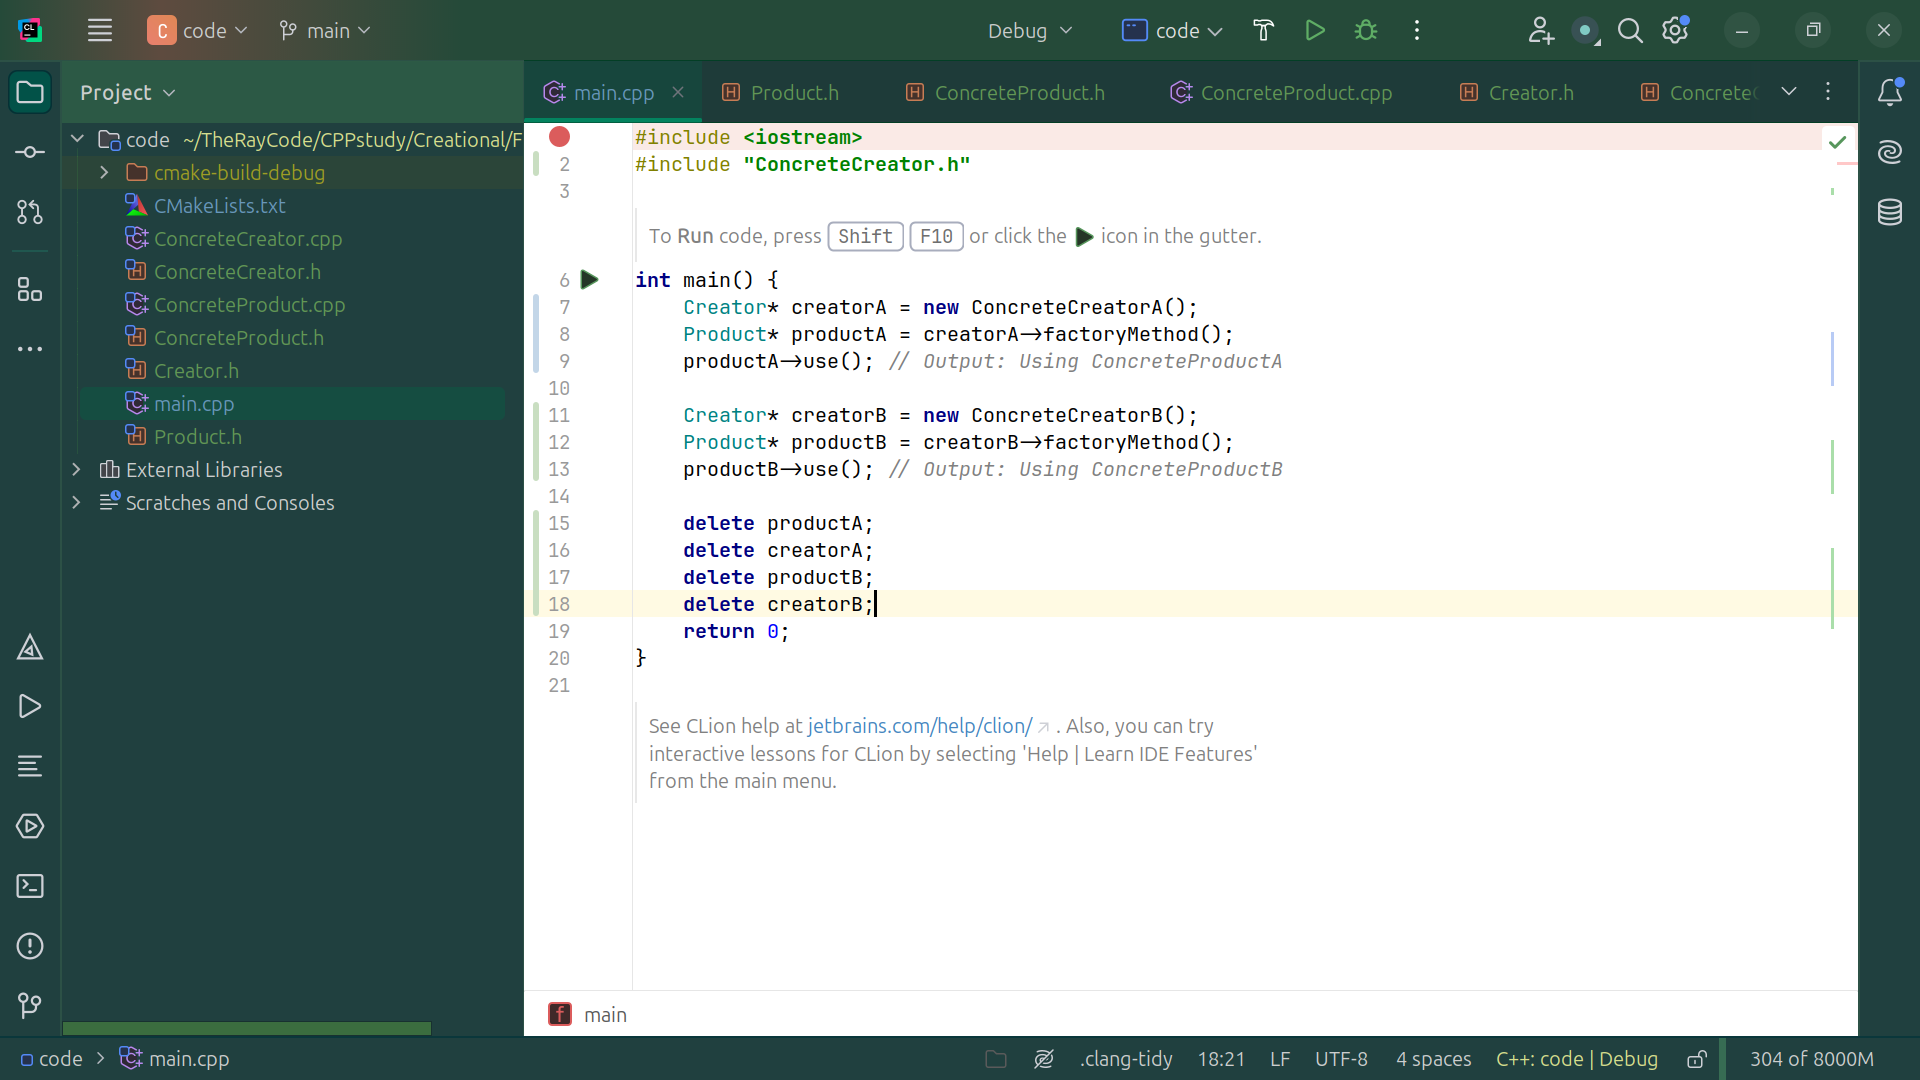 C code main Debug code
Project
code ~/TheRayCode/CPPstudy/Creational/F
cmake-build-debug
CMakeLists.txt
ConcreteCreator.cpp
ConcreteCreator.h
ConcreteProduct.cpp
ConcreteProduct.h
Creator.h
main.cpp
Product.h
External Libraries
Scratches and Consoles
main.cpp Product.h ConcreteProduct.h ConcreteProduct.cpp Creator.h ConcreteC
#include <iostream>
2 #include "ConcreteCreator.h"
3
To Run code, press Shift F10 or click the icon in the gutter.
6 int main() {
7 Creator* creatorA = new ConcreteCreatorA();
8 Product* productA = creatorA->factoryMethod();
9 productA->use(); // Output: Using ConcreteProductA
10
11 Creator* creatorB = new ConcreteCreatorB();
12 Product* productB = creatorB->factoryMethod();
13 productB->use(); // Output: Using ConcreteProductB
14
15 delete productA;
16 delete creatorA;
17 delete productB;
18 delete creatorB;
19 return 0;
20 }
21
See CLion help at jetbrains.com/help/clion/ . Also, you can try
interactive lessons for CLion by selecting 'Help | Learn IDE Features'
from the main menu.
f main
code > main.cpp .clang-tidy 18:21 LF UTF-8 4 spaces C++: code | Debug 304 of 8000M